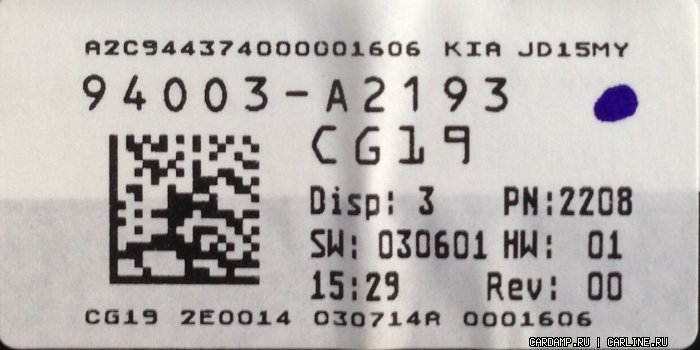 A2C944374000001606 KIA JD15MY
94003-A2193
CG19
Disp: 3 PN:2208
SW: 030601 HW: 01
15:29 Rev: 00
CG19 2E0014 030714A 0001606
CARDAMP.RU | CARLINE.RU